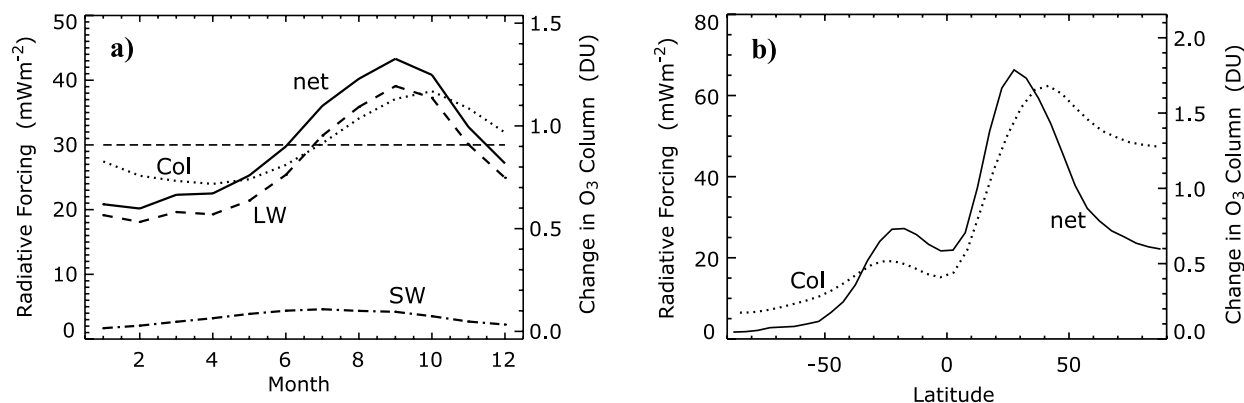 a)
Radiative Forcing (mWm⁻²)
50
40
30
20
10
0
net
Col
LW
SW
1.5
1.0
0.5
0.0
Change in O₃ Column (DU)
2 4 6 8 10 12
Month
b)
Radiative Forcing (mWm⁻²)
80
60
40
20
0
net
Col
2.0
1.5
1.0
0.5
0.0
Change in O₃ Column (DU)
-50 0 50
Latitude